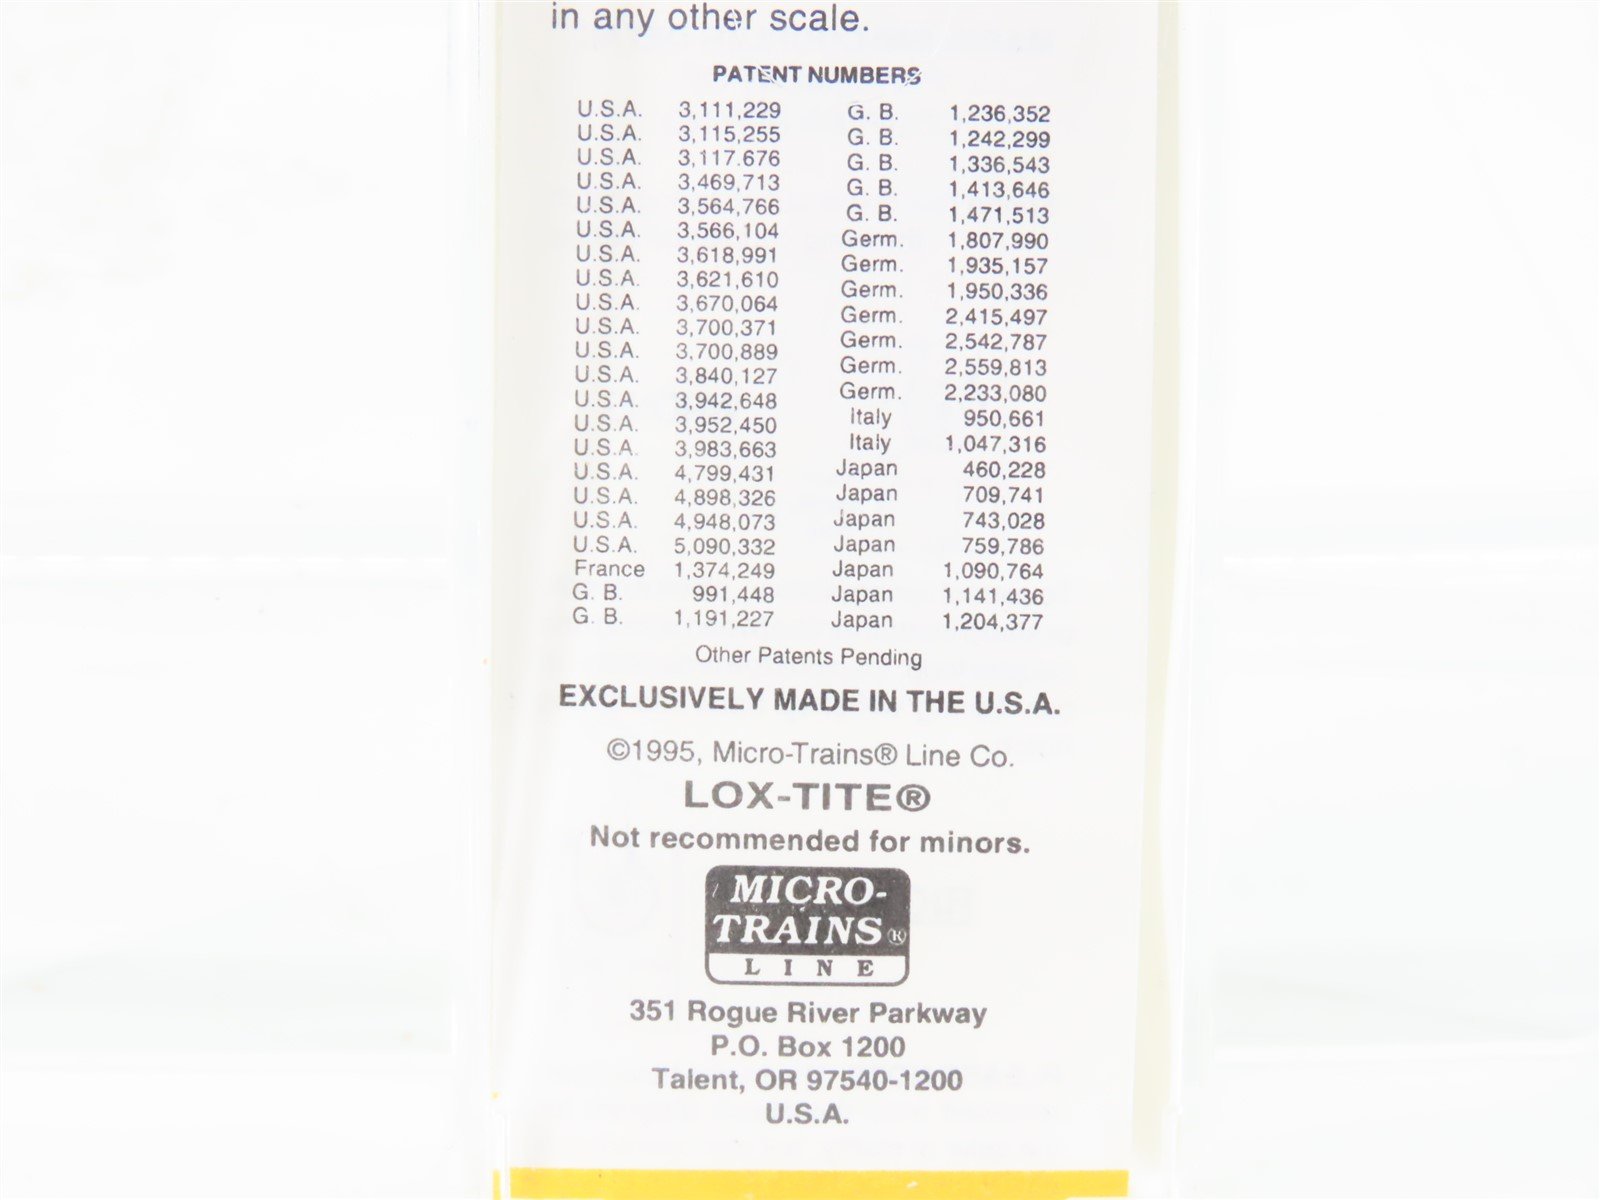 in any other scale.
PATENT NUMBERS
U.S.A. 3,111,229 G. B. 1,236,352
U.S.A. 3,115,255 G. B. 1,242,299
U.S.A. 3,117.676 G. B. 1,336,543
U.S.A. 3,469,713 G. B. 1,413,646
U.S.A. 3,564,766 G. B. 1,471,513
U.S.A. 3,566,104 Germ. 1,807,990
U.S.A. 3,618,991 Germ. 1,935,157
U.S.A. 3,621,610 Germ. 1,950,336
U.S.A. 3,670,064 Germ. 2,415,497
U.S.A. 3,700,371 Germ. 2,542,787
U.S.A. 3,700,889 Germ. 2,559,813
U.S.A. 3,840,127 Germ. 2,233,080
U.S.A. 3,942,648 Italy 950,661
U.S.A. 3,952,450 Italy 1,047,316
U.S.A. 3,983,663 Japan 460,228
U.S.A. 4,799,431 Japan 709,741
U.S.A. 4,898,326 Japan 743,028
U.S.A. 4,948,073 Japan 759,786
U.S.A. 5,090,332 Japan 1,090,764
France 1,374,249 Japan 1,141,436
G. B. 991,448 Japan 1,204,377
G. B. 1,191,227
Other Patents Pending
EXCLUSIVELY MADE IN THE U.S.A.
©1995, Micro-Trains® Line Co.
LOX-TITE®
Not recommended for minors.
MICRO-
TRAINS®
LINE
351 Rogue River Parkway
P.O. Box 1200
Talent, OR 97540-1200
U.S.A.